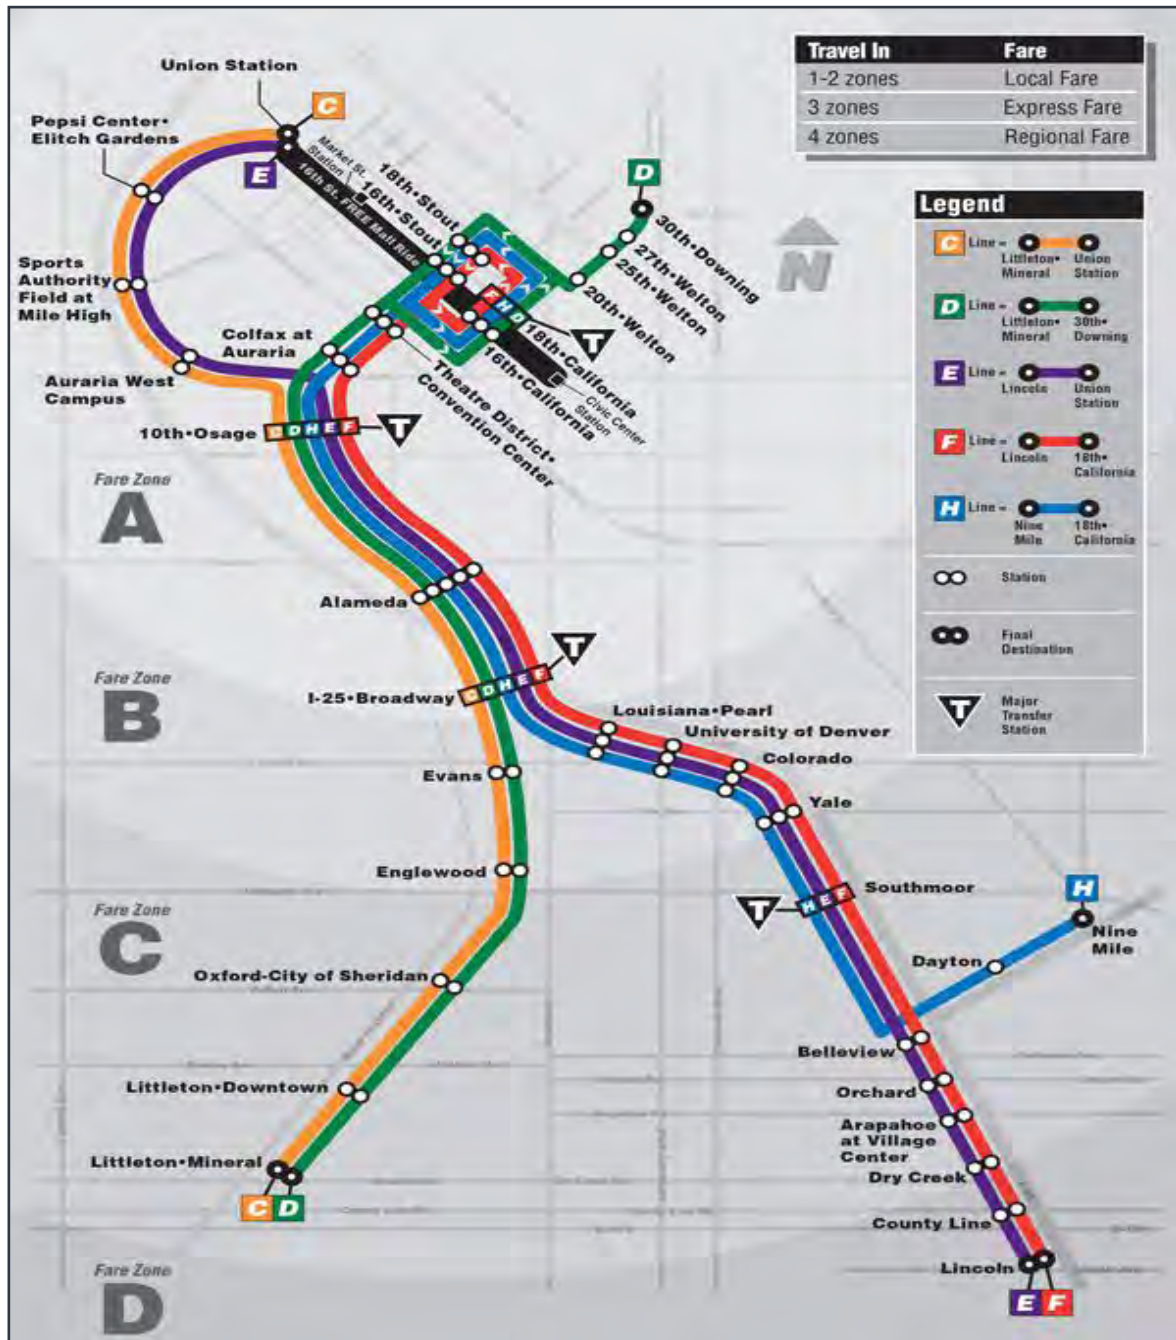 Travel In Fare
1-2 zones Local Fare
3 zones Express Fare
4 zones Regional Fare
Union Station
C
E
Pepsi Center•
Elitch Gardens
Sports
Authority
Field at
Mile High
Auraria West
Campus
Colfax at
Auraria
Market St.
Station
16th St. FREE Mall Ride
18th•Stout
16th•Stout
D
30th•Downing
27th•Welton
25th•Welton
20th•Welton
F H D
T
18th•California
16th•California
Civic Center
Station
Theatre District•
Convention Center
N
10th•Osage
C D H E F
T
Fare Zone
A
Alameda
Fare Zone
B
I-25•Broadway
C D H E F
T
Louisiana•Pearl
University of Denver
Colorado
Yale
Evans
Englewood
Southmoor
H E F
T
H
Nine
Mile
Dayton
Fare Zone
C
Oxford-City of Sheridan
Belleview
Orchard
Arapahoe
at Village
Center
Dry Creek
County Line
Lincoln
E F
Littleton•Downtown
Littleton•Mineral
C D
Fare Zone
D
Legend
C Line =
Littleton• Union
Mineral Station
D Line =
Littleton• 30th•
Mineral Downing
E Line =
Lincoln Union
Station
F Line =
Lincoln 18th•
California
H Line =
Nine 18th•
Mile California
Station
Final
Destination
T
Major
Transfer
Station